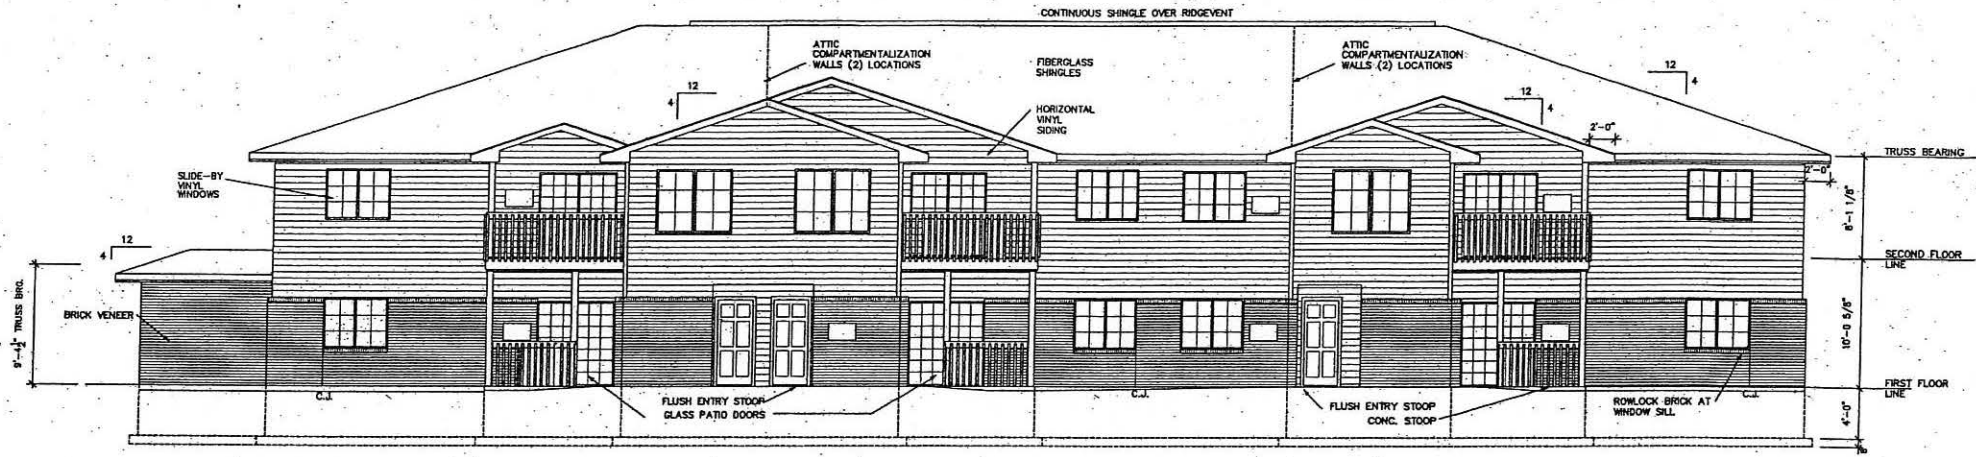 CONTINUOUS SHINGLE OVER RIDGEVENT
ATTIC
COMPARTMENTALIZATION
WALLS (2) LOCATIONS
FIBERGLASS
SHINGLES
ATTIC
COMPARTMENTALIZATION
WALLS (2) LOCATIONS
12
4
12
4
12
4
HORIZONTAL
VINYL
SIDING
2'-0"
TRUSS BEARING
SLIDE-BY
VINYL
WINDOWS
2'-0"
8'-1 1/8"
12
4
SECOND FLOOR
LINE
9'-4½" TRUSS BRG.
BRICK VENEER
10'-0 5/8"
FIRST FLOOR
LINE
C.J.
FLUSH ENTRY STOOP
GLASS PATIO DOORS
C.J.
FLUSH ENTRY STOOP
CONC. STOOP
ROWLOCK BRICK AT
WINDOW SILL
C.J.
4'-0"